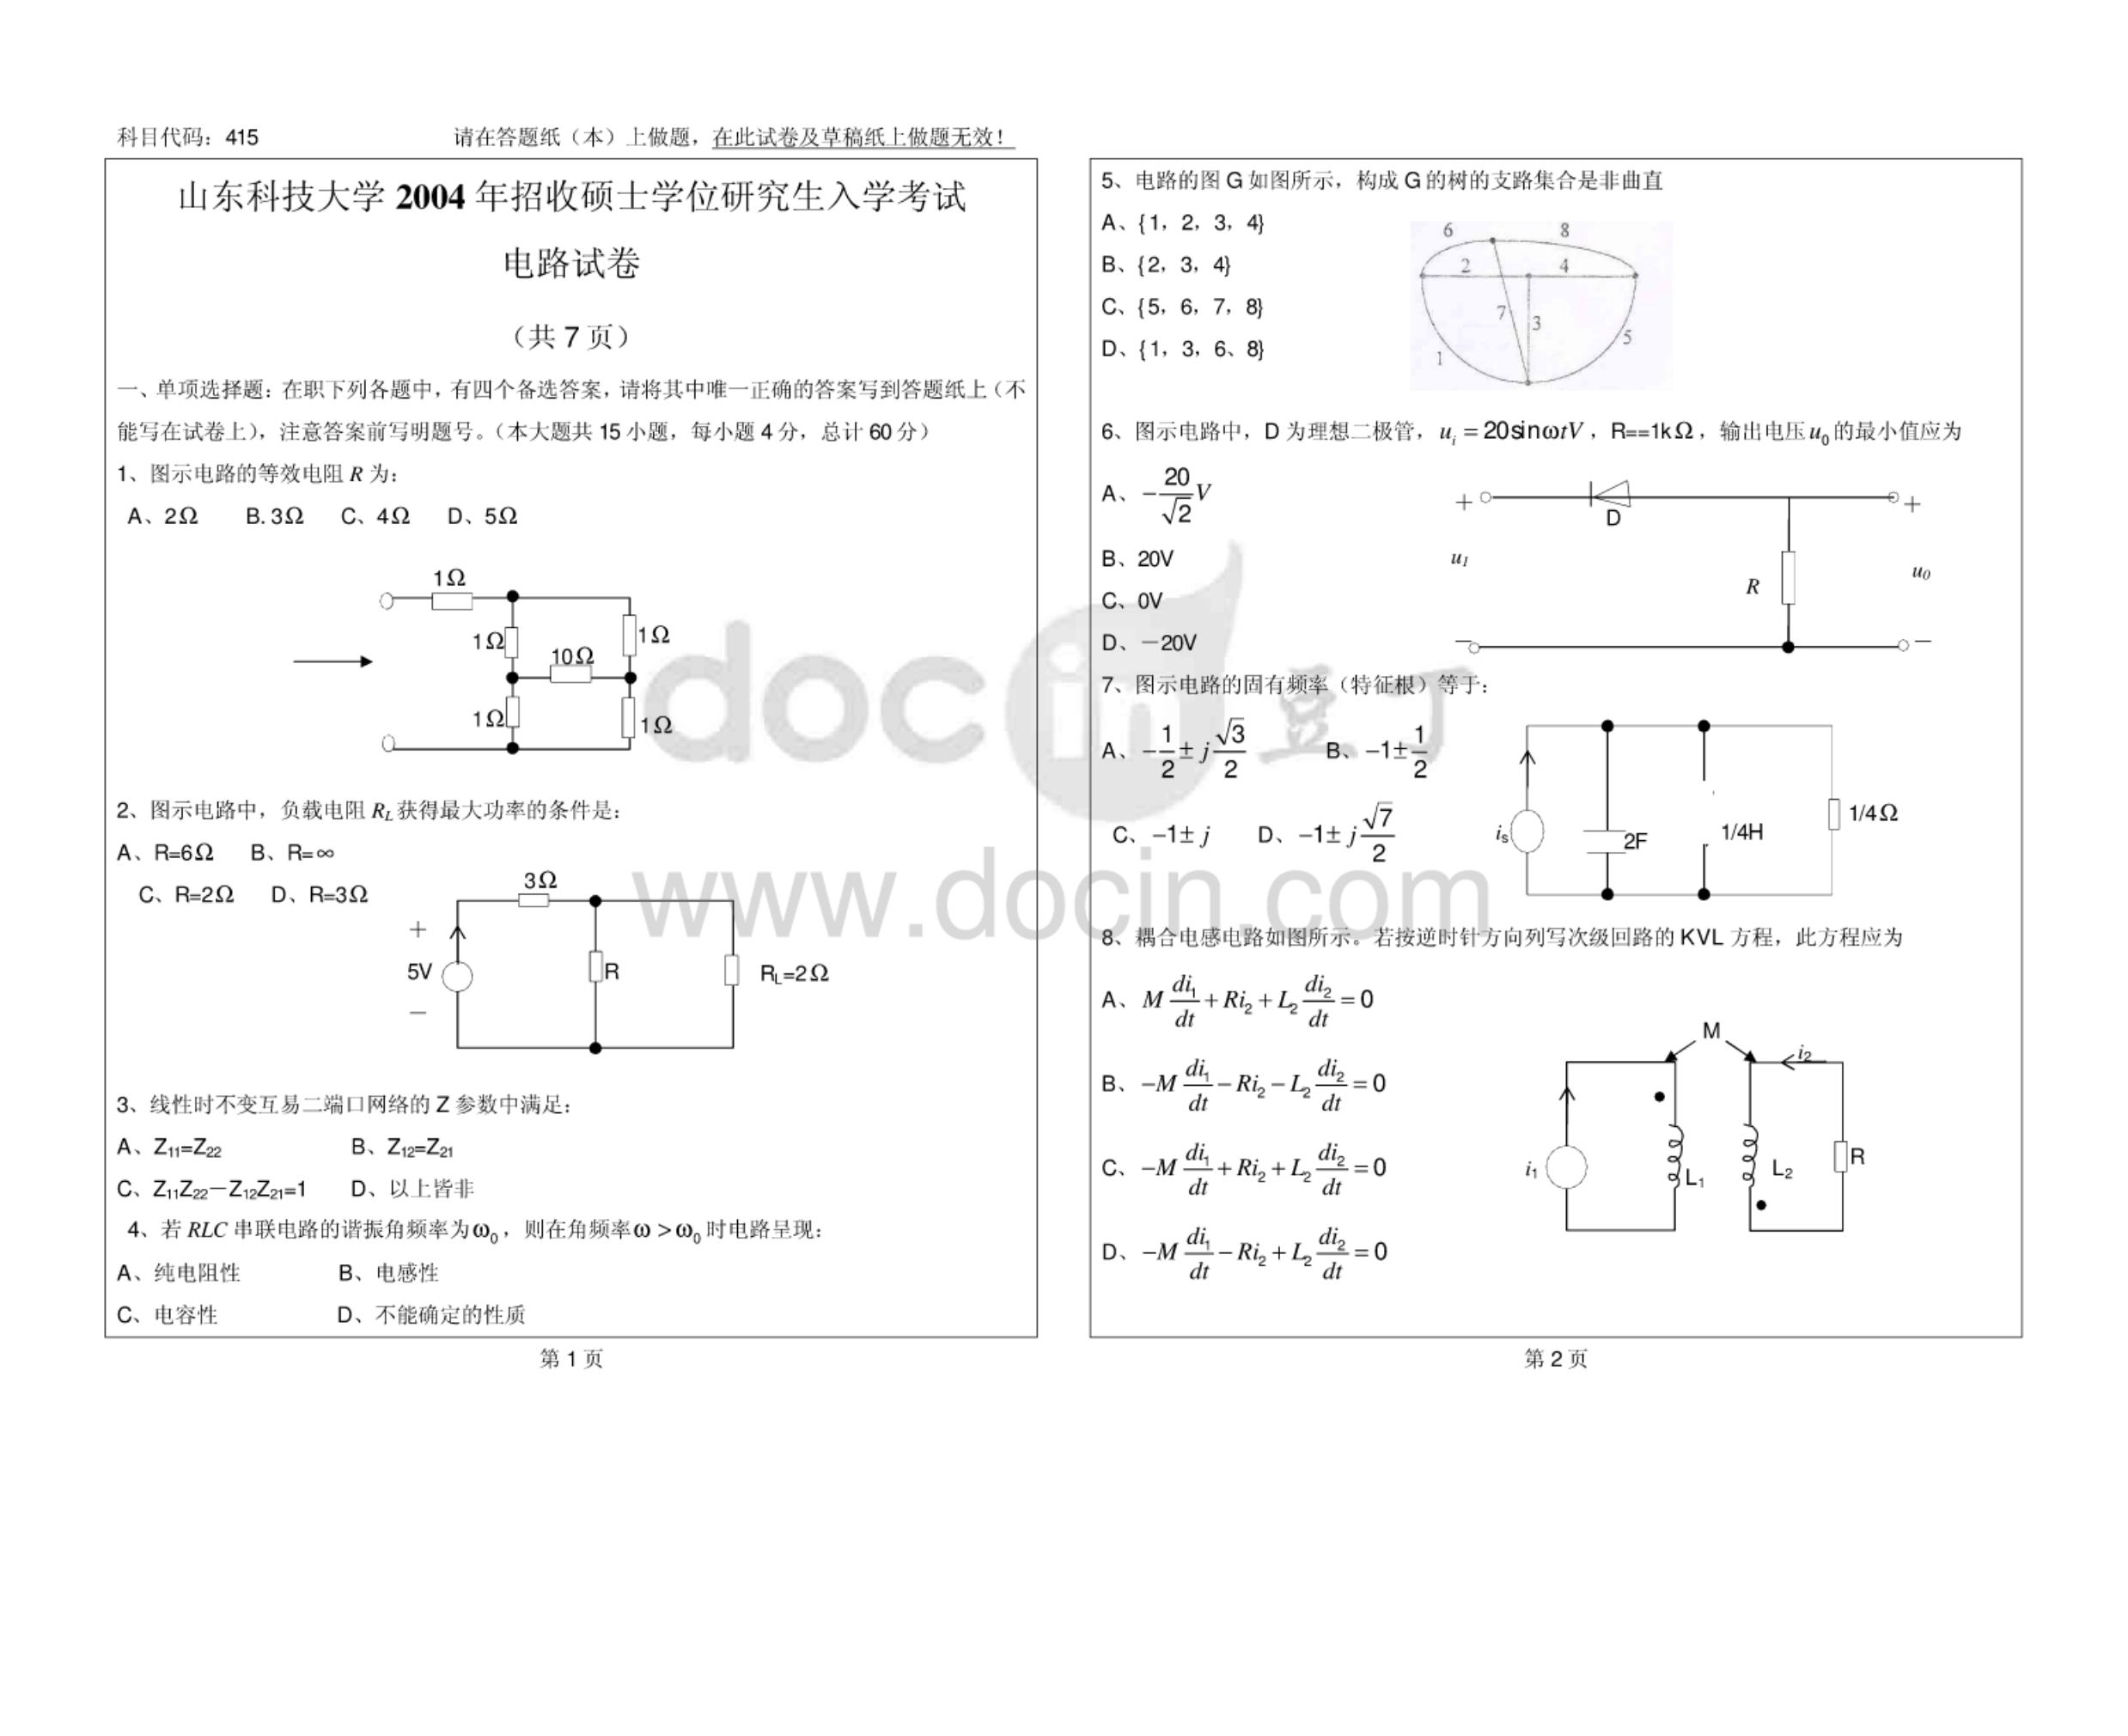 科目代码：415 请在答题纸（本）上做题，在此试卷及草稿纸上做题无效！
山东科技大学 2004 年招收硕士学位研究生入学考试
电路试卷
（共 7 页）
一、单项选择题：在职下列各题中，有四个备选答案，请将其中唯一正确的答案写到答题纸上（不
能写在试卷上），注意答案前写明题号。（本大题共 15 小题，每小题 4 分，总计 60 分）
1、图示电路的等效电阻 R 为：
A、2Ω B. 3Ω C、4Ω D、5Ω
1Ω
1Ω 1Ω
10Ω
1Ω 1Ω
2、图示电路中，负载电阻 RL 获得最大功率的条件是：
A、R=6Ω B、R=∞
C、R=2Ω D、R=3Ω
3Ω
+
5V R RL=2Ω
－
3、线性时不变互易二端口网络的 Z 参数中满足：
A、Z11=Z22 B、Z12=Z21
C、Z11Z22－Z12Z21=1 D、以上皆非
4、若 RLC 串联电路的谐振角频率为ω0，则在角频率ω＞ω0 时电路呈现：
A、纯电阻性 B、电感性
C、电容性 D、不能确定的性质
第 1 页
5、电路的图 G 如图所示，构成 G 的树的支路集合是非曲直
A、{1，2，3，4}
B、{2，3，4}
C、{5，6，7，8}
D、{1，3，6、8}
6 8
2 4
7 3
1 5
6、图示电路中，D 为理想二极管，ui = 20sinωtV，R==1kΩ，输出电压 u0 的最小值应为
A、-20/√2 V
B、20V
C、0V
D、－20V
+ D +
u1 R u0
－ －
7、图示电路的固有频率（特征根）等于：
A、-1/2 ± j√3/2 B、-1±1/2
C、-1± j D、-1± j√7/2
is 2F 1/4H 1/4Ω
8、耦合电感电路如图所示。若按逆时针方向列写次级回路的 KVL 方程，此方程应为
A、M di1/dt + Ri2 + L2 di2/dt = 0
B、-M di1/dt - Ri2 - L2 di2/dt = 0
C、-M di1/dt + Ri2 + L2 di2/dt = 0
D、-M di1/dt - Ri2 + L2 di2/dt = 0
M
i2
i1 L1 L2 R
第 2 页
docin 豆丁
www.docin.com